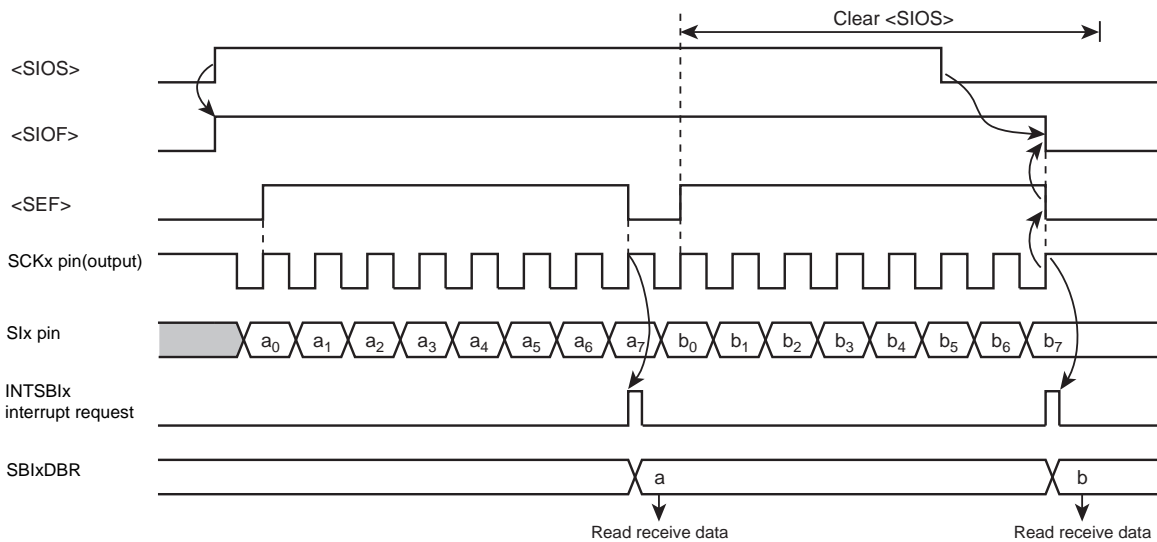 Clear <SIOS>
<SIOS>
<SIOF>
<SEF>
SCKx pin(output)
SIx pin
a₀ a₁ a₂ a₃ a₄ a₅ a₆ a₇ b₀ b₁ b₂ b₃ b₄ b₅ b₆ b₇
INTSBIx
interrupt request
SBIxDBR
a b
Read receive data Read receive data